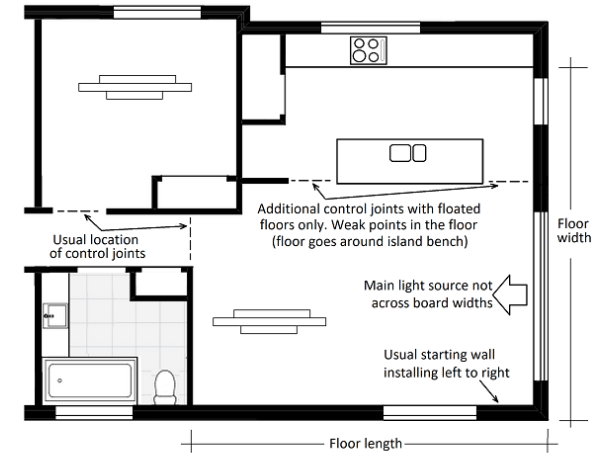 Additional control joints with floated
floors only. Weak points in the floor
(floor goes around island bench)
Usual location
of control joints
Floor
width
Main light source not
across board widths
Usual starting wall
installing left to right
Floor length